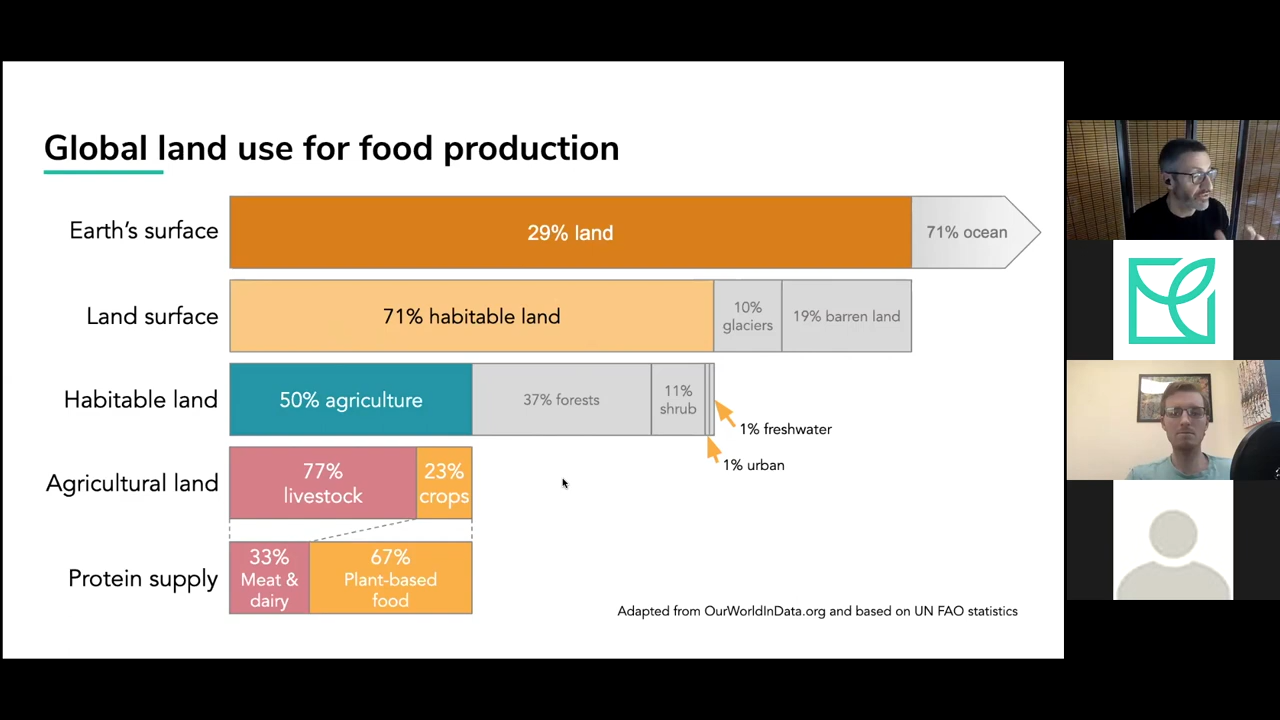 Global land use for food production
Earth's surface
29% land
71% ocean
Land surface
71% habitable land
10%
glaciers
19% barren land
Habitable land
50% agriculture
37% forests
11%
shrub
1% freshwater
1% urban
Agricultural land
77%
livestock
23%
crops
Protein supply
33%
Meat &
dairy
67%
Plant-based
food
Adapted from OurWorldInData.org and based on UN FAO statistics